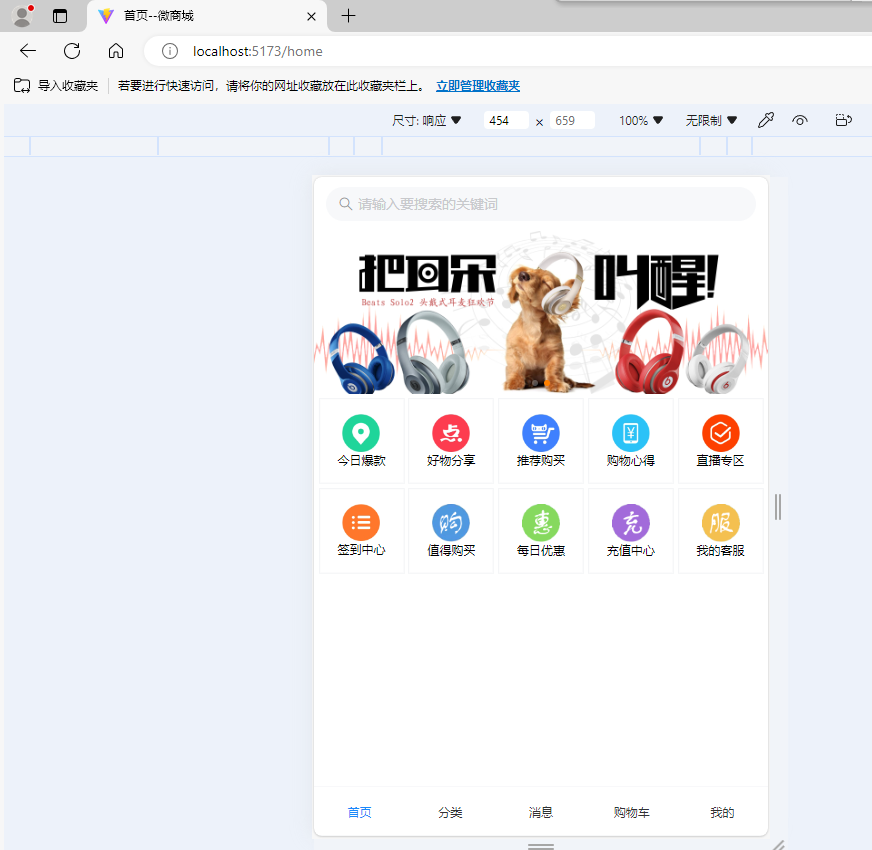 首页--微商城
localhost:5173/home
导入收藏夹 若要进行快速访问，请将你的网址收藏放在此收藏夹栏上。 立即管理收藏夹
尺寸: 响应 454 × 659 100% 无限制
请输入要搜索的关键词
把耳朵 叫醒!
Beats Solo2 头戴式耳麦狂欢节
点
今日爆款 好物分享 推荐购买 购物心得 直播专区
购 惠 充 服
签到中心 值得购买 每日优惠 充值中心 我的客服
首页 分类 消息 购物车 我的